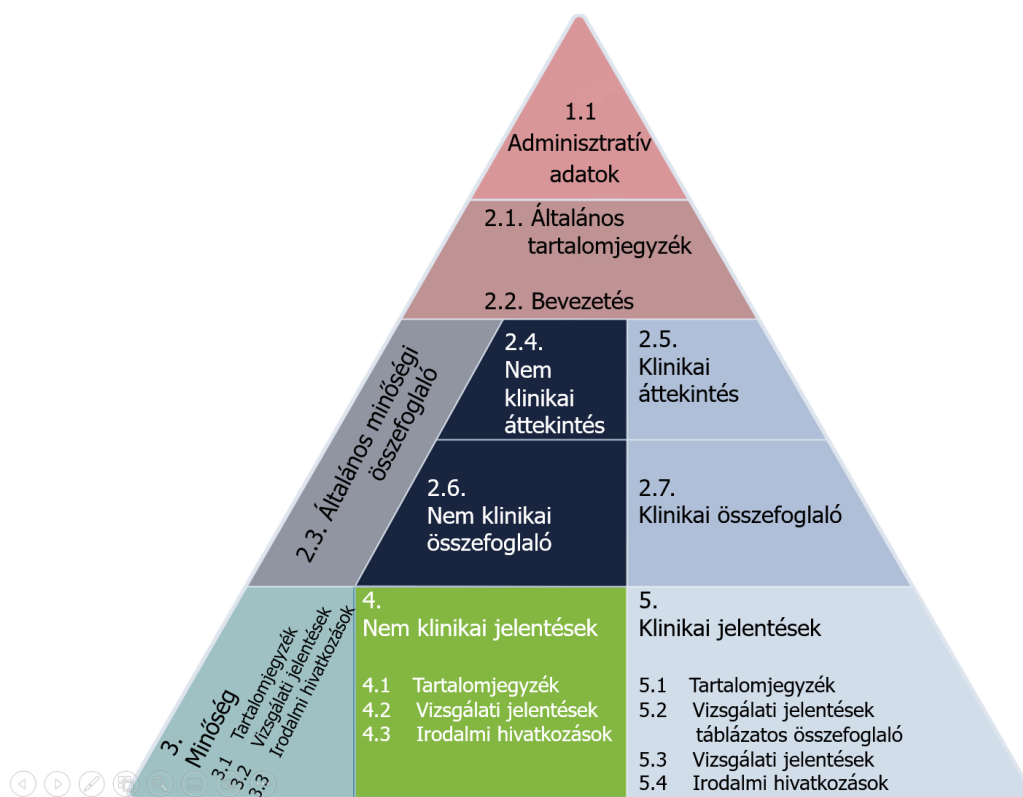 1.1
Adminisztratív
adatok
2.1. Általános
tartalomjegyzék
2.2. Bevezetés
2.3. Általános minőségi
összefoglaló
2.4.
Nem
klinikai
áttekintés
2.5.
Klinikai
áttekintés
2.6.
Nem klinikai
összefoglaló
2.7.
Klinikai összefoglaló
3.
Minőség
3.1 Tartalomjegyzék
3.2 Vizsgálati jelentések
3.3 Irodalmi hivatkozások
4.
Nem klinikai jelentések
4.1 Tartalomjegyzék
4.2 Vizsgálati jelentések
4.3 Irodalmi hivatkozások
5.
Klinikai jelentések
5.1 Tartalomjegyzék
5.2 Vizsgálati jelentések
táblázatos összefoglaló
5.3 Vizsgálati jelentések
5.4 Irodalmi hivatkozások